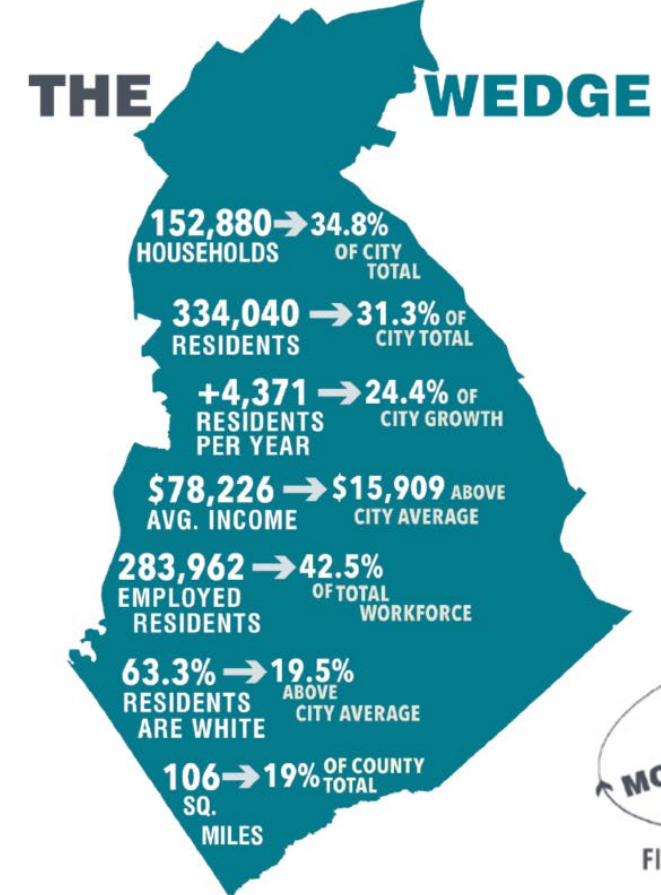 THE WEDGE
152,880 → 34.8%
HOUSEHOLDS OF CITY
TOTAL
334,040 → 31.3% OF
RESIDENTS CITY TOTAL
+4,371 → 24.4% OF
RESIDENTS CITY GROWTH
PER YEAR
$78,226 → $15,909 ABOVE
AVG. INCOME CITY AVERAGE
283,962 → 42.5%
EMPLOYED OF TOTAL
RESIDENTS WORKFORCE
63.3% → 19.5%
RESIDENTS ABOVE
ARE WHITE CITY AVERAGE
106 → 19% OF COUNTY
SQ. TOTAL
MILES